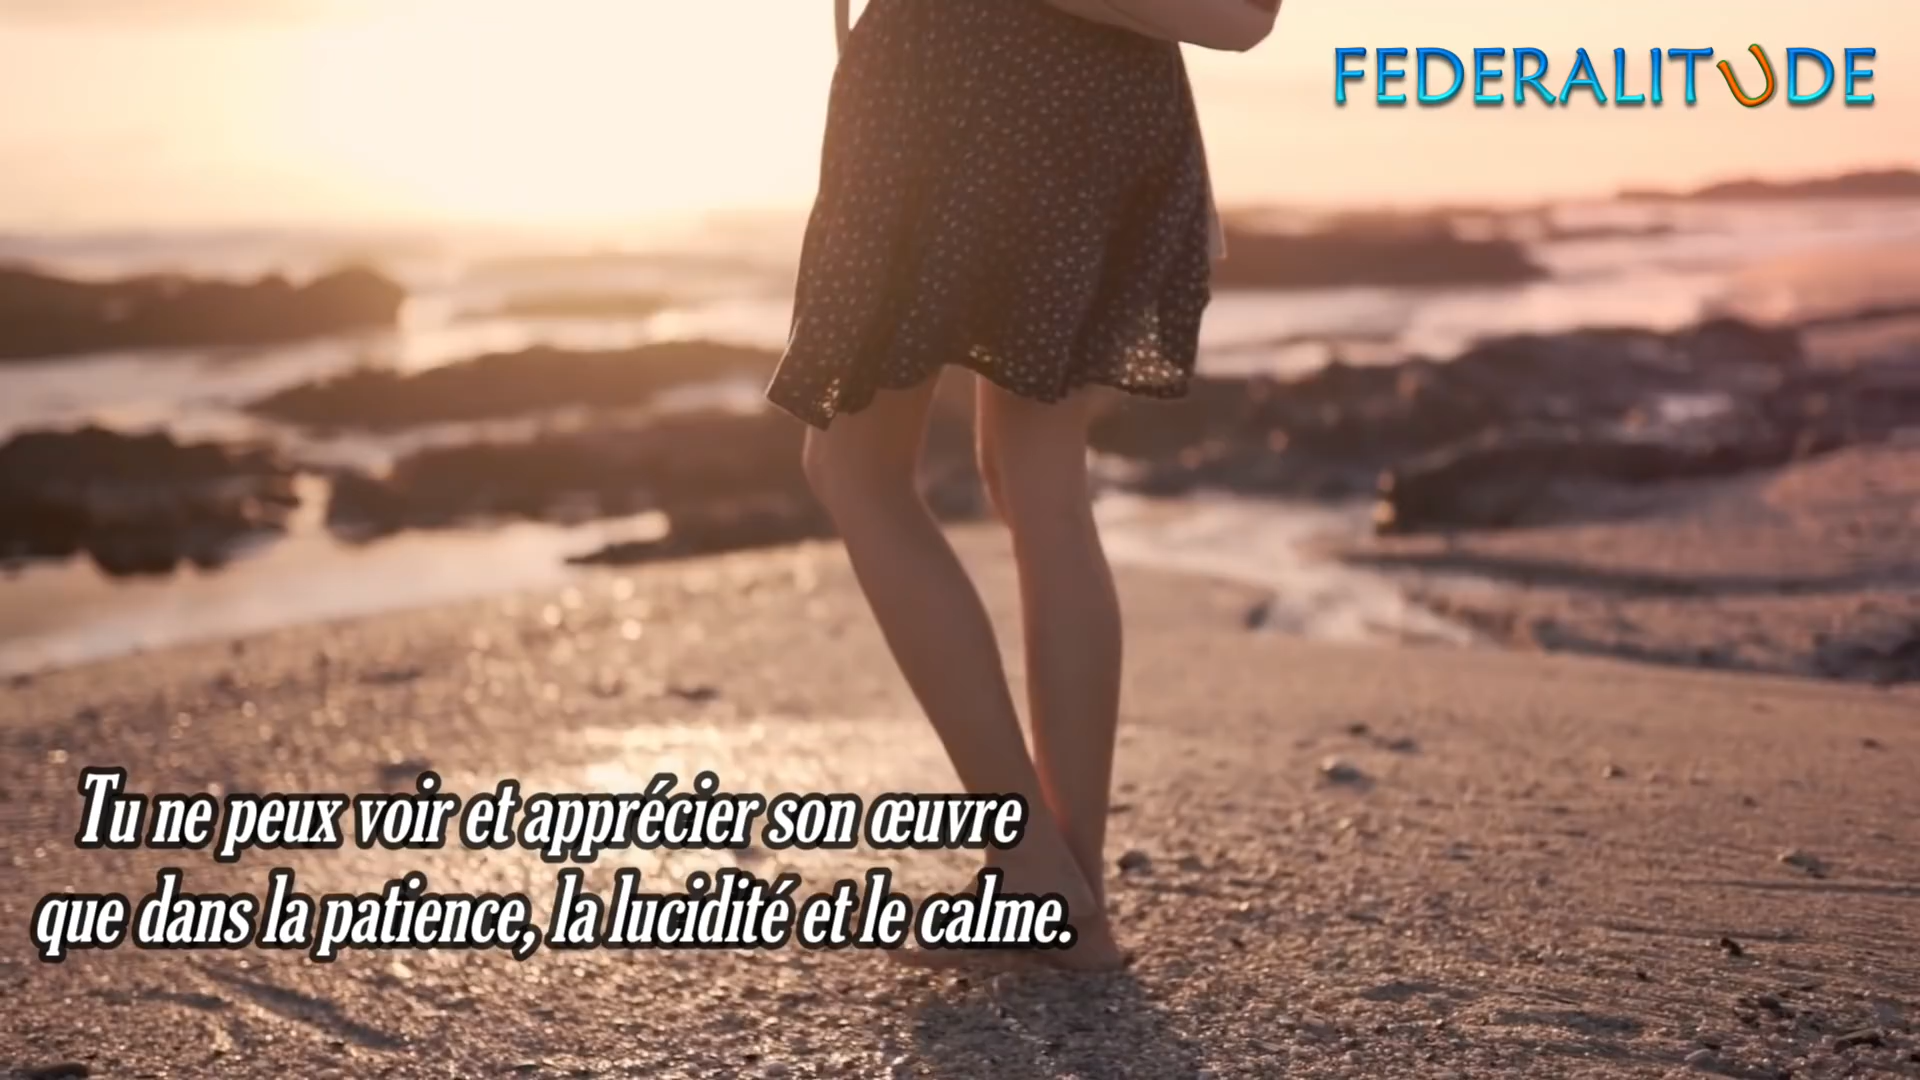 FEDERALITUDE
Tu ne peux voir et apprécier son œuvre
que dans la patience, la lucidité et le calme.